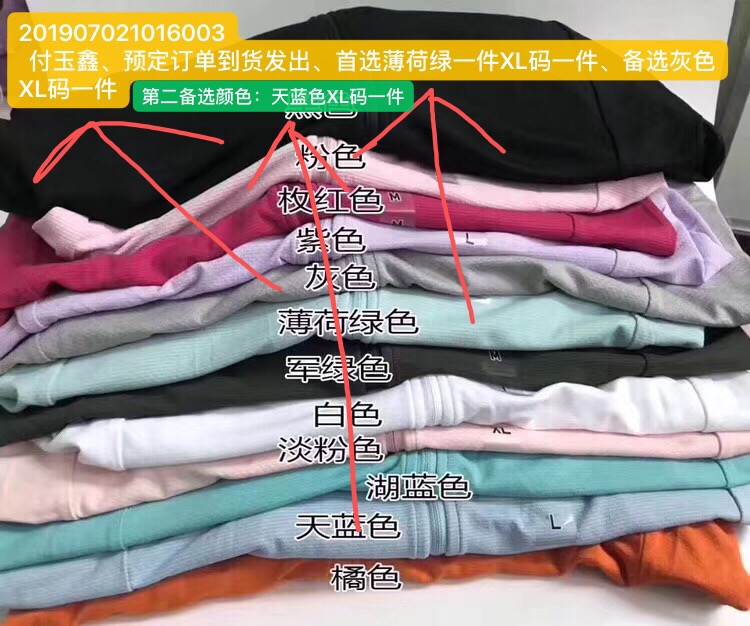 201907021016003
付玉鑫、预定订单到货发出、首选薄荷绿一件XL码一件、备选灰色
XL码一件
第二备选颜色：天蓝色XL码一件
黑色
粉色
枚红色
M
M
紫色
L
灰色
薄荷绿色
军绿色
M
白色
淡粉色
XL
湖蓝色
天蓝色
L
橘色